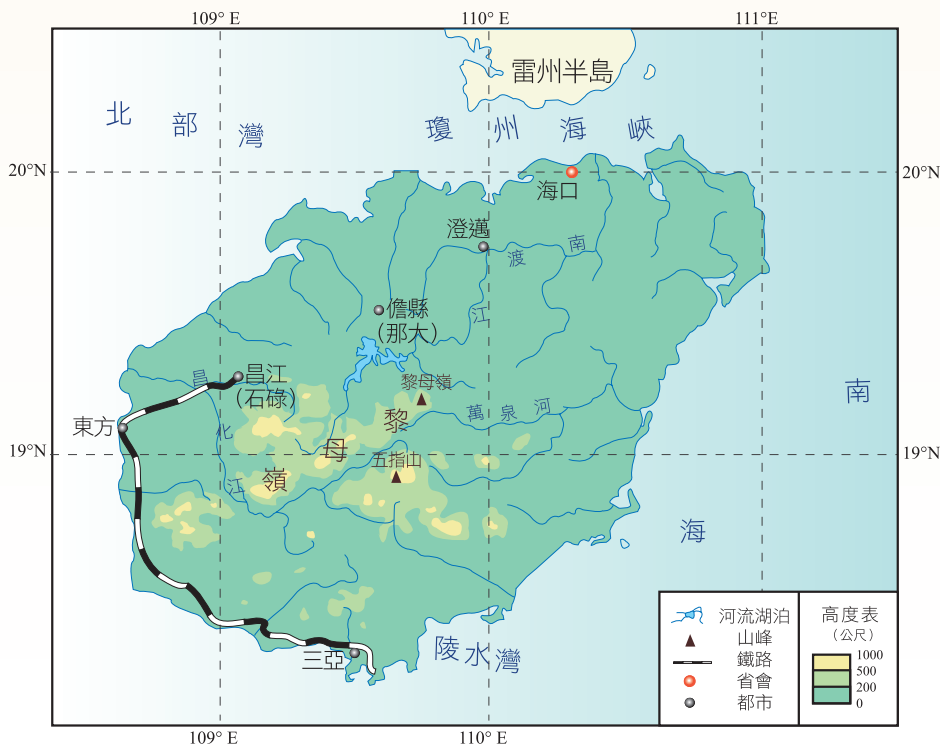 109° E 110° E 111° E
雷州半島
北部灣
瓊州海峽
20°N 20°N
海口
澄邁
南渡江
儋縣
(那大)
昌江
(石碌)
昌化江
黎母嶺
黎母嶺
萬泉河
東方
南海
19°N 19°N
五指山
三亞
陵水灣
河流湖泊
山峰
鐵路
省會
都市
高度表
(公尺)
1000
500
200
0
109° E 110° E